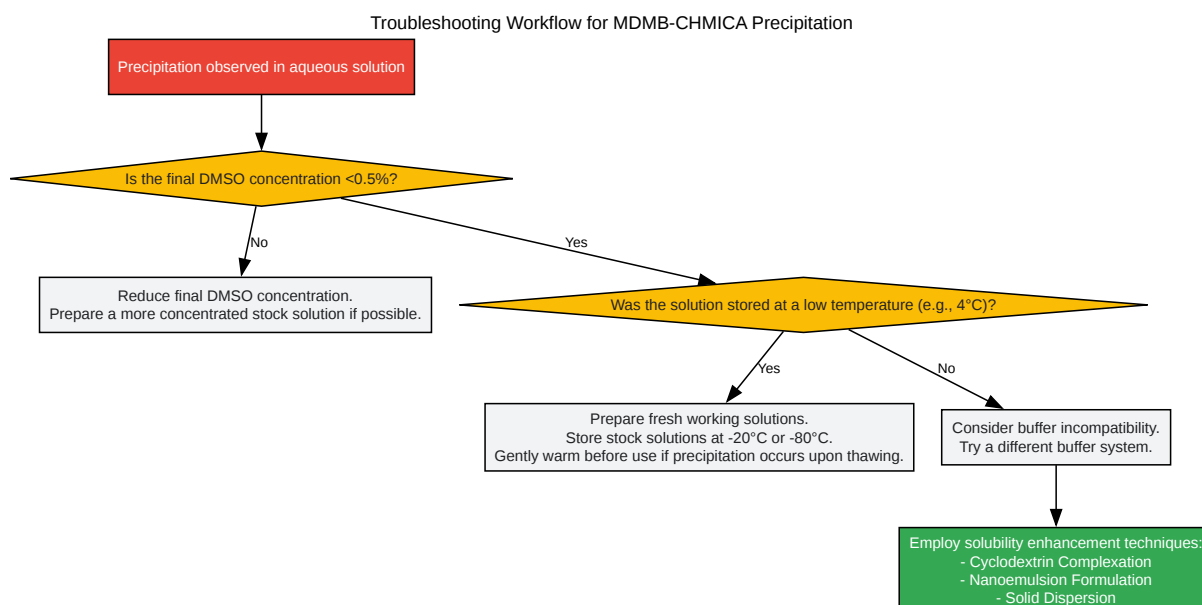 Troubleshooting Workflow for MDMB-CHMICA Precipitation
Precipitation observed in aqueous solution
Is the final DMSO concentration <0.5%?
No
Yes
Reduce final DMSO concentration.
Prepare a more concentrated stock solution if possible.
Was the solution stored at a low temperature (e.g., 4°C)?
Yes
No
Prepare fresh working solutions.
Store stock solutions at -20°C or -80°C.
Gently warm before use if precipitation occurs upon thawing.
Consider buffer incompatibility.
Try a different buffer system.
Employ solubility enhancement techniques:
- Cyclodextrin Complexation
- Nanoemulsion Formulation
- Solid Dispersion